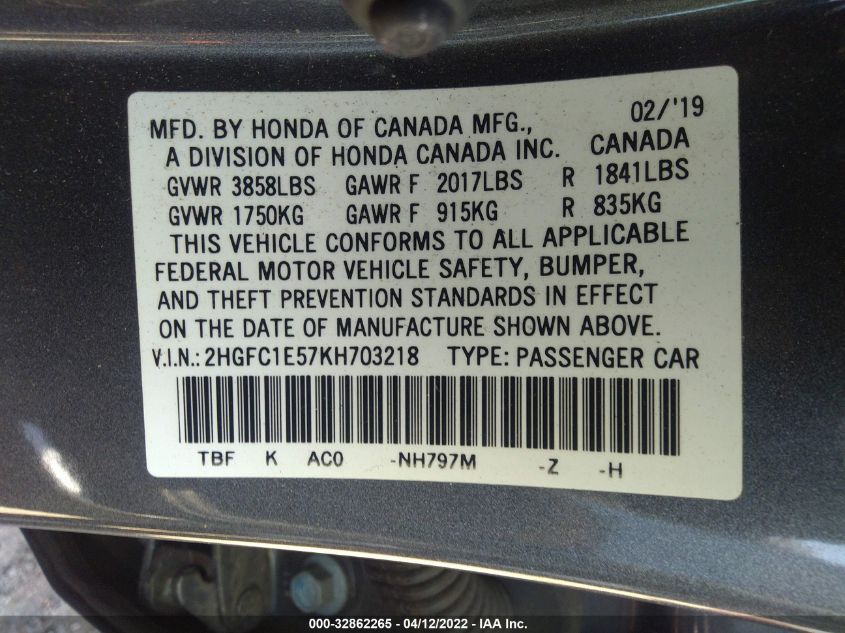 MFD. BY HONDA OF CANADA MFG., 02/'19
A DIVISION OF HONDA CANADA INC. CANADA
GVWR 3858LBS GAWR F 2017LBS R 1841LBS
GVWR 1750KG GAWR F 915KG R 835KG
THIS VEHICLE CONFORMS TO ALL APPLICABLE
FEDERAL MOTOR VEHICLE SAFETY, BUMPER,
AND THEFT PREVENTION STANDARDS IN EFFECT
ON THE DATE OF MANUFACTURE SHOWN ABOVE.
V.I.N.: 2HGFC1E57KH703218 TYPE: PASSENGER CAR
TBF K AC0 -NH797M -Z -H
000-32862265 - 04/12/2022 - IAA Inc.